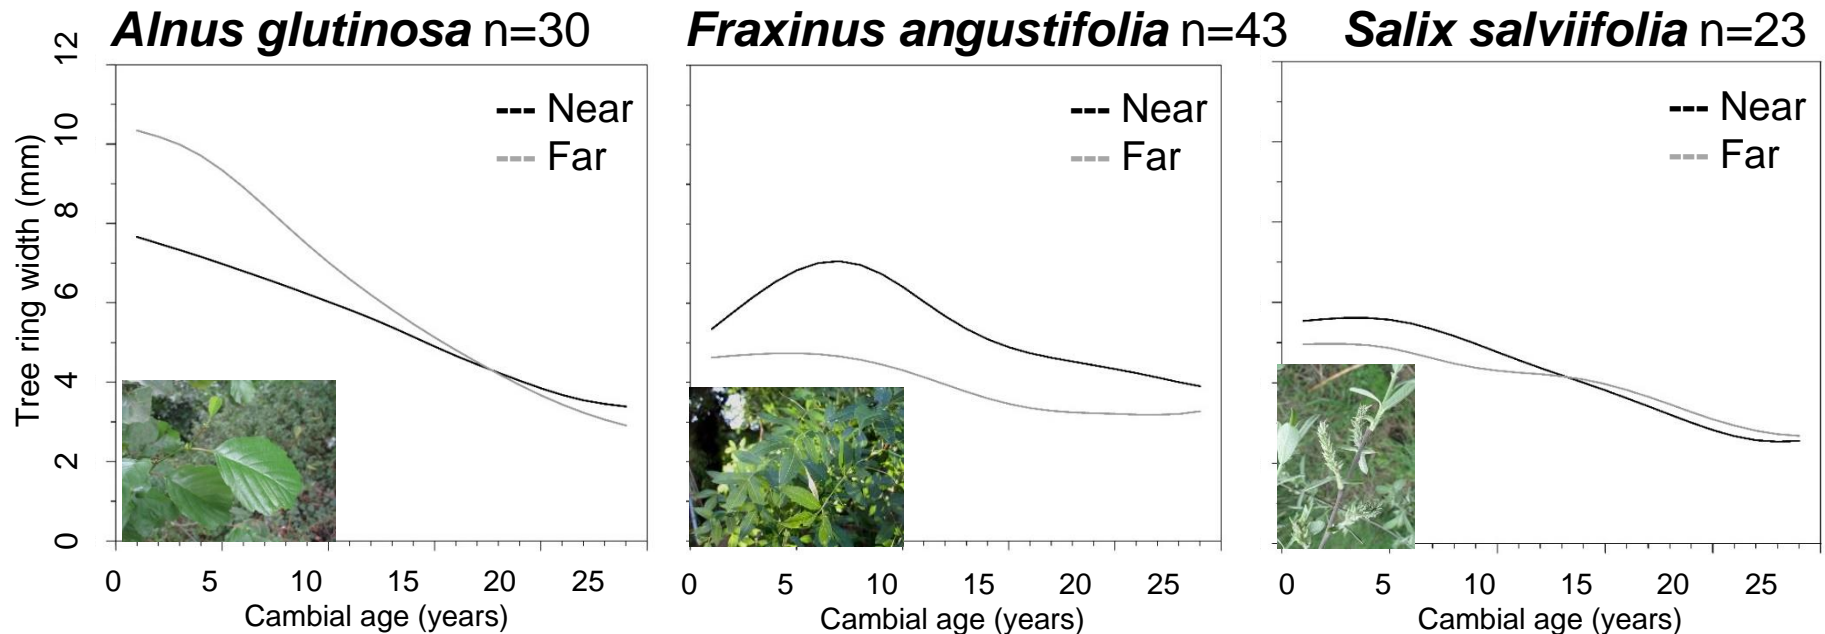 Alnus glutinosa n=30
Fraxinus angustifolia n=43
Salix salviifolia n=23
Tree ring width (mm)
12
10
8
6
4
2
0
Near
Far
0 5 10 15 20 25
Cambial age (years)
Near
Far
0 5 10 15 20 25
Cambial age (years)
Near
Far
0 5 10 15 20 25
Cambial age (years)